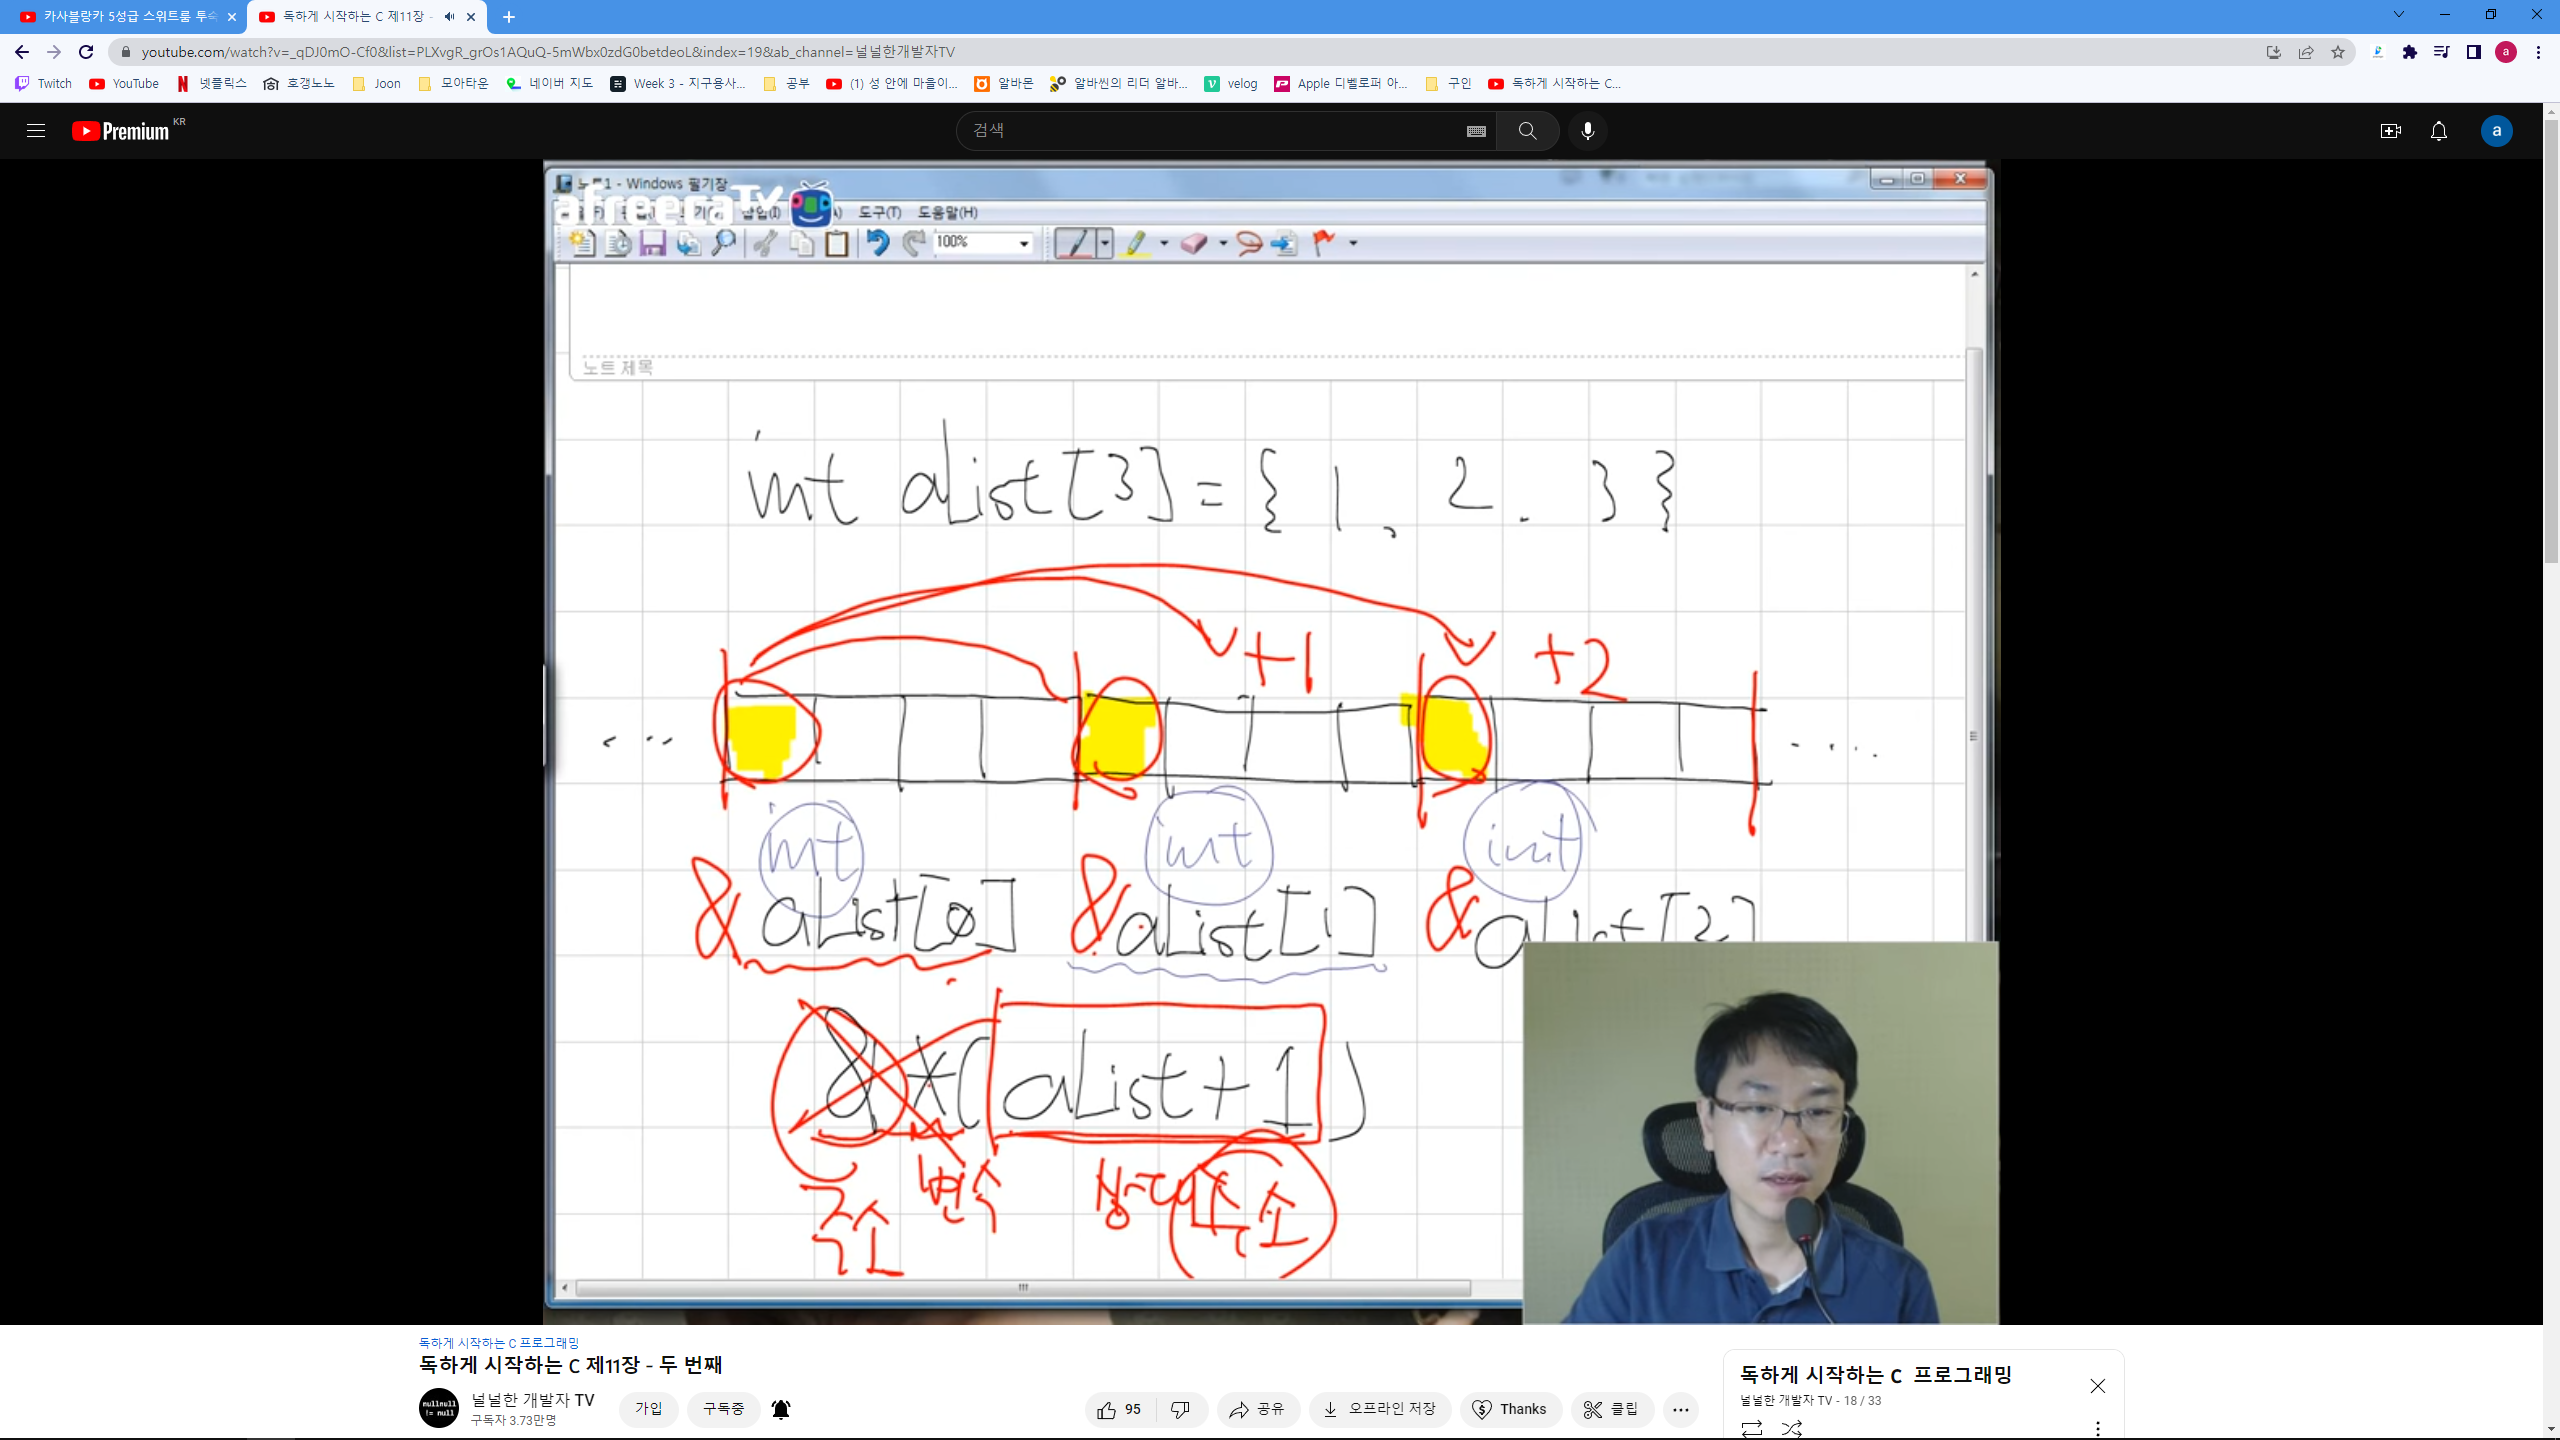 카사블랑카 5성급 스위트룸 투숙
독하게 시작하는 C 제11장 -
youtube.com/watch?v=_qDJ0mO-Cf0&list=PLXvgR_grOs1AQuQ-5mWbx0zdG0betdeoL&index=19&ab_channel=널널한개발자TV
Twitch YouTube 넷플릭스 호갱노노 Joon 모아타운 네이버 지도 Week 3 - 지구용사... 공부 (1) 성 안에 마을이... 알바몬 알바씬의 리더 알바... velog Apple 디벨로퍼 아... 구인 독하게 시작하는 C...
Premium KR
검색
a
노트1 - Windows 필기장
afreecaTV
삽입(I) 도구(T) 도움말(H)
100%
노트 제목
int aList[3] = { 1, 2. 3 }
+1 +2
int int int
&aList[0] &aList[1] &aList[2]
&*(aList+1)
주소 변수 상대주소
독하게 시작하는 C 프로그래밍
독하게 시작하는 C 제11장 - 두 번째
nullnull
!= null
널널한 개발자 TV
구독자 3.73만명
가입 구독중
95 공유 오프라인 저장 Thanks 클립
독하게 시작하는 C 프로그래밍
널널한 개발자 TV - 18 / 33